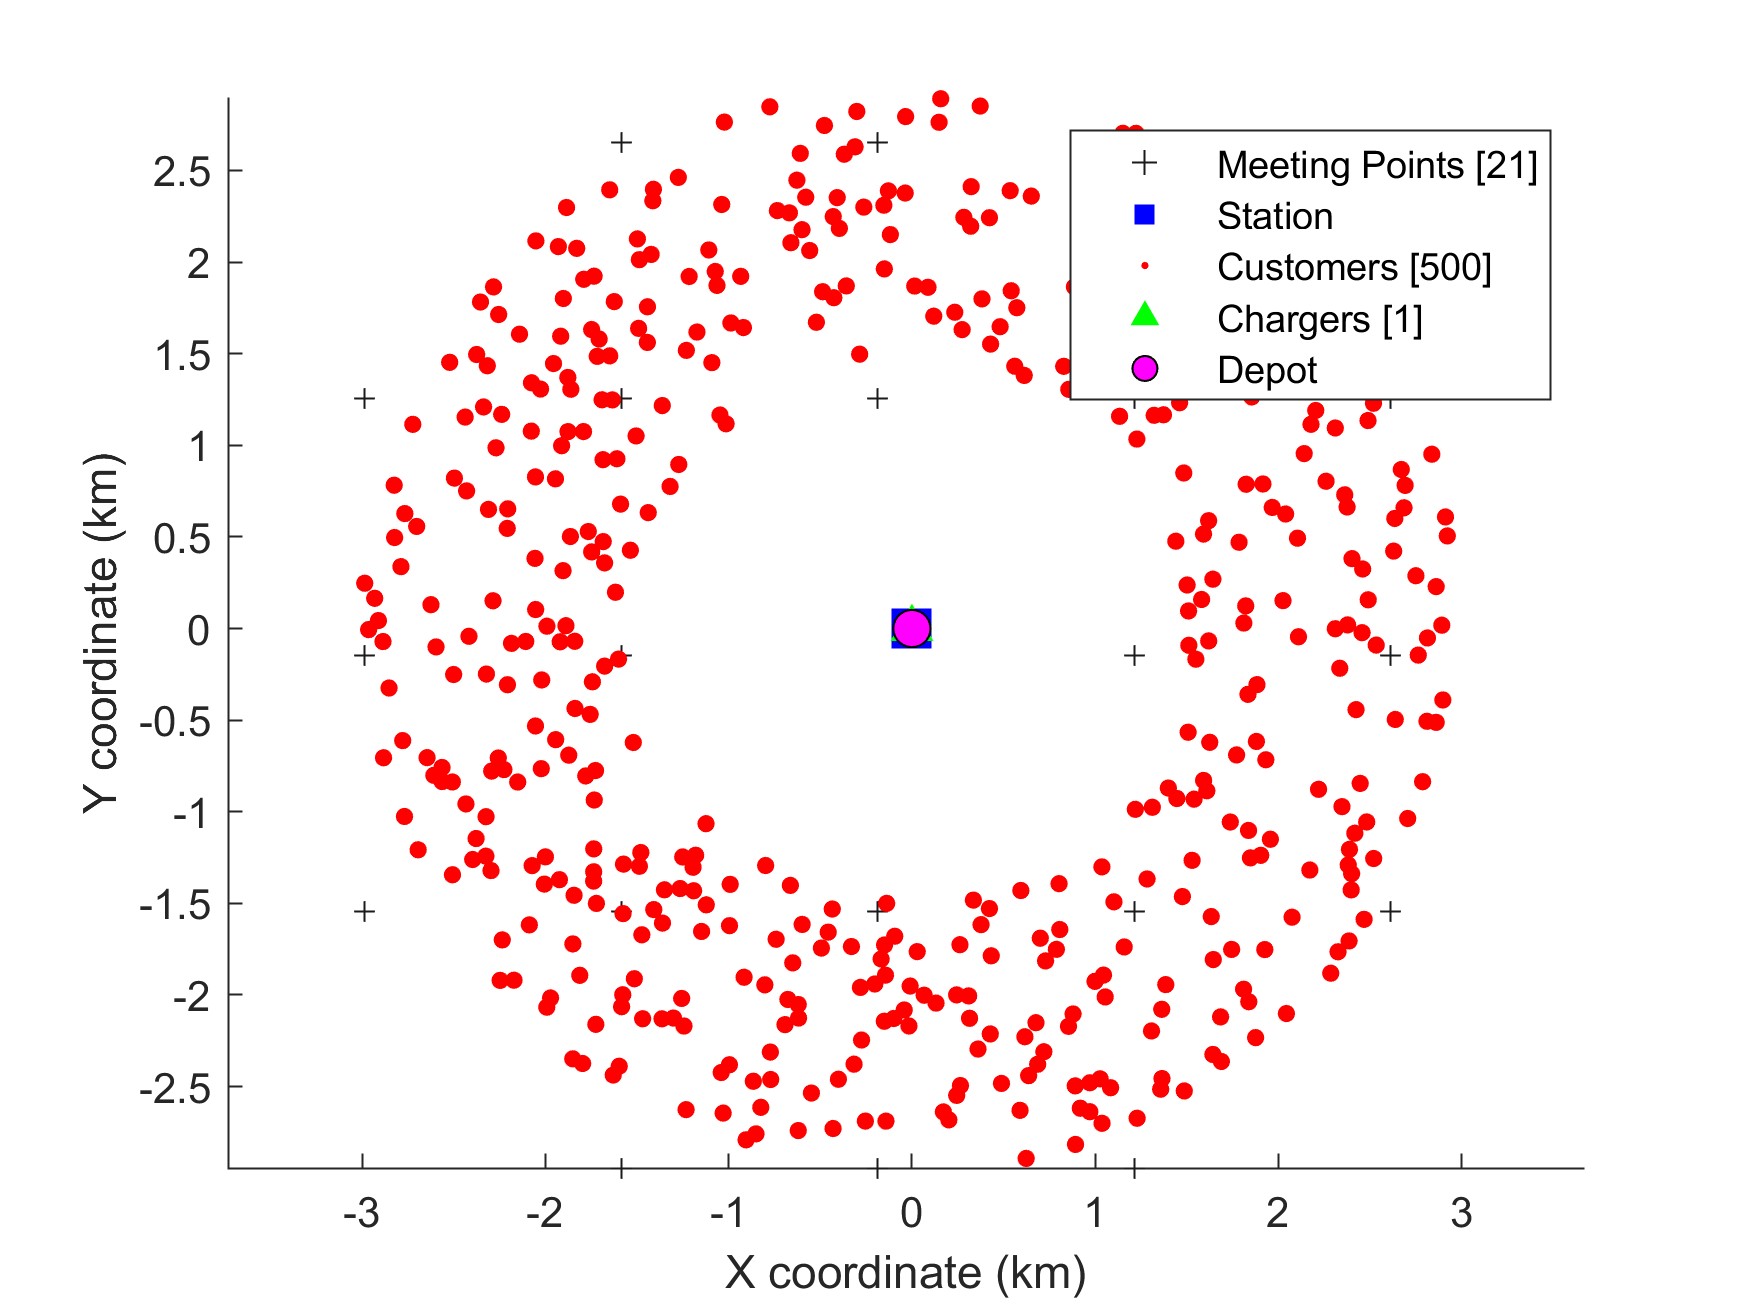 2.5
2
1.5
1
0.5
0
-0.5
-1
-1.5
-2
-2.5
Y coordinate (km)
Meeting Points [21]
Station
Customers [500]
Chargers [1]
Depot
-3 -2 -1 0 1 2 3
X coordinate (km)